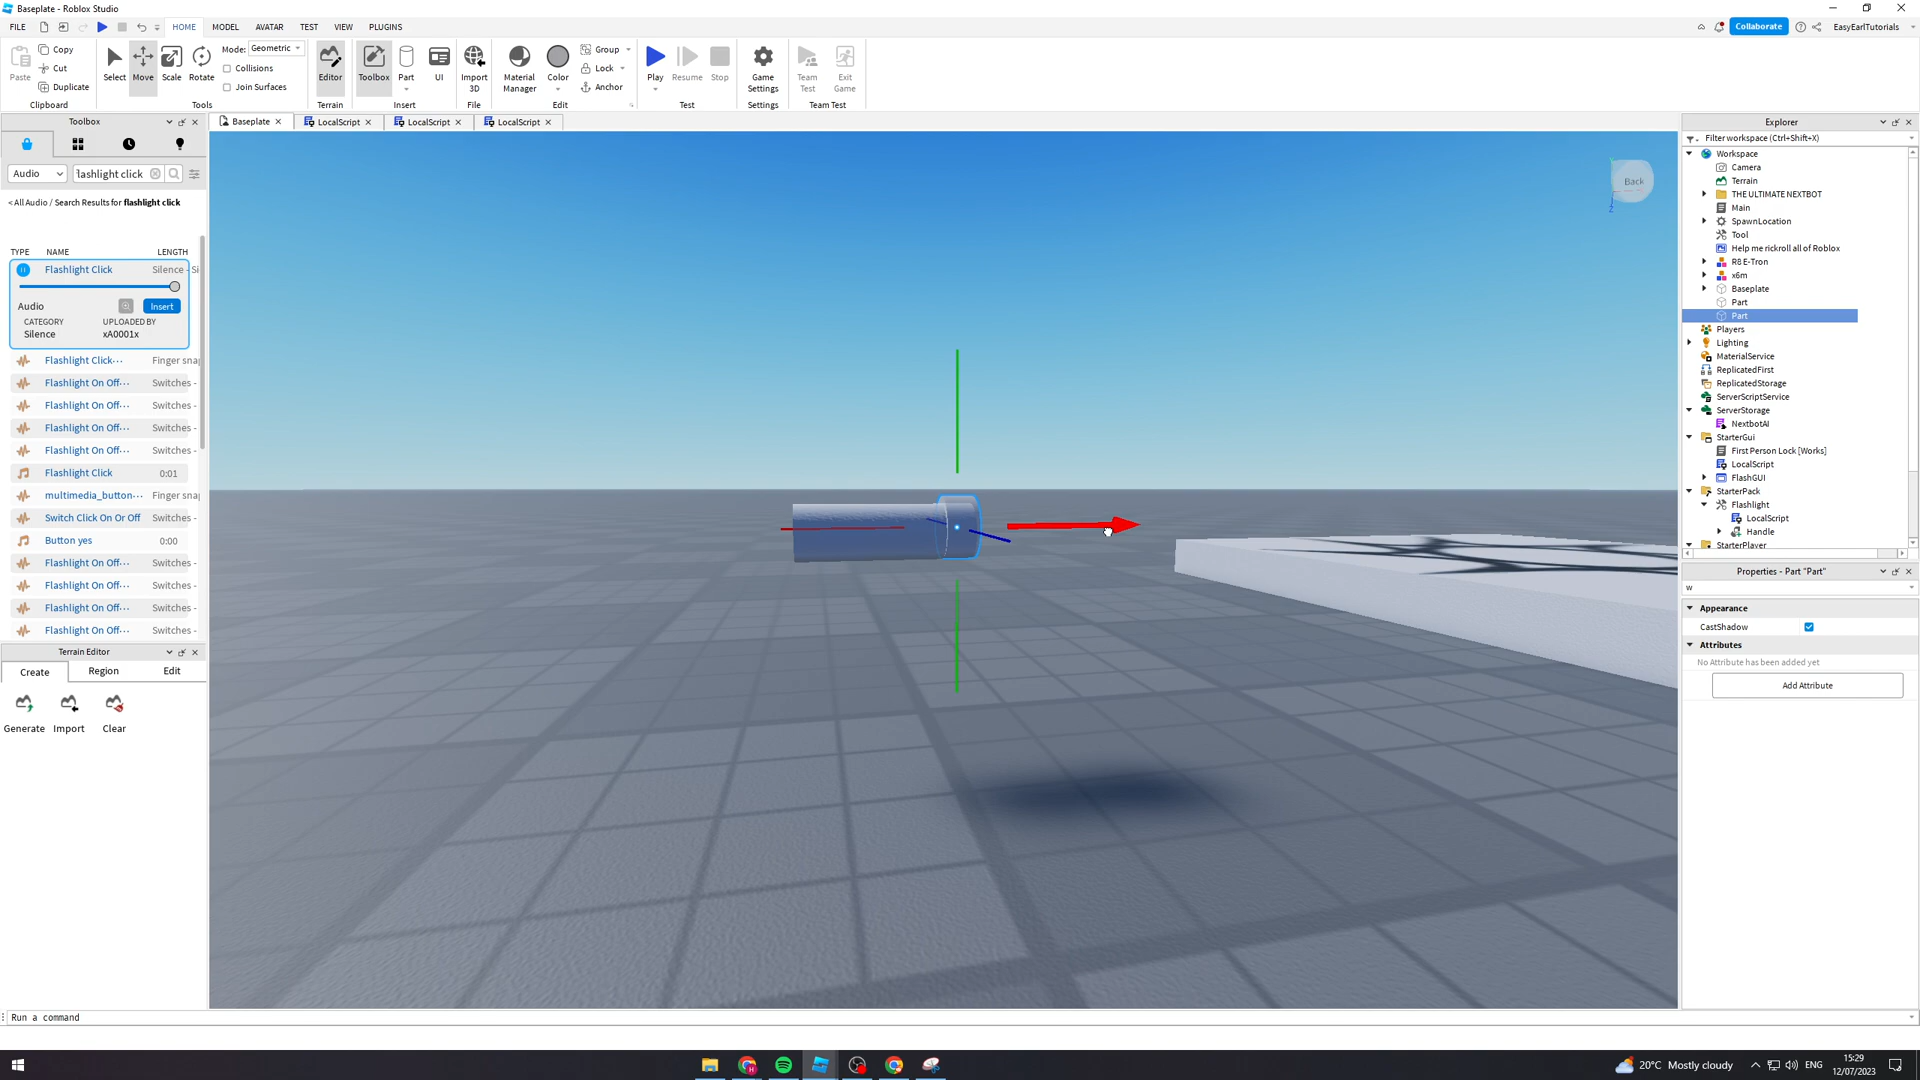 Baseplate - Roblox Studio
FILE HOME MODEL AVATAR TEST VIEW PLUGINS
Collaborate EasyEarlTutorials
Paste Copy Cut Duplicate Clipboard
Select Move Scale Rotate Mode: Geometric Collisions Join Surfaces Tools
Editor Terrain
Toolbox Part UI Insert
Import 3D File
Material Manager Color Group Lock Anchor Edit
Play Resume Stop Test
Game Settings Settings
Team Test Exit Game Team Test
Toolbox
Baseplate LocalScript LocalScript LocalScript
Audio flashlight click
< All Audio / Search Results for flashlight click
TYPE NAME LENGTH
Flashlight Click Silence - Si
Audio Insert
CATEGORY UPLOADED BY
Silence xA0001x
Flashlight Click··· Finger sna
Flashlight On Off··· Switches -
Flashlight On Off··· Switches -
Flashlight On Off··· Switches -
Flashlight On Off··· Switches -
Flashlight Click 0:01
multimedia_button··· Finger sna
Switch Click On Or Off Switches -
Button yes 0:00
Flashlight On Off··· Switches -
Flashlight On Off··· Switches -
Flashlight On Off··· Switches -
Flashlight On Off··· Switches -
Terrain Editor
Create Region Edit
Generate Import Clear
Back
Explorer
Filter workspace (Ctrl+Shift+X)
Workspace
Camera
Terrain
THE ULTIMATE NEXTBOT
Main
SpawnLocation
Tool
Help me rickroll all of Roblox
R8 E-Tron
x6m
Baseplate
Part
Part
Players
Lighting
MaterialService
ReplicatedFirst
ReplicatedStorage
ServerScriptService
ServerStorage
NextbotAI
StarterGui
First Person Lock [Works]
LocalScript
FlashGUI
StarterPack
Flashlight
LocalScript
Handle
StarterPlayer
Properties - Part "Part"
w
Appearance
CastShadow
Attributes
No Attribute has been added yet
Add Attribute
Run a command
20°C Mostly cloudy ENG 15:29
12/07/2023